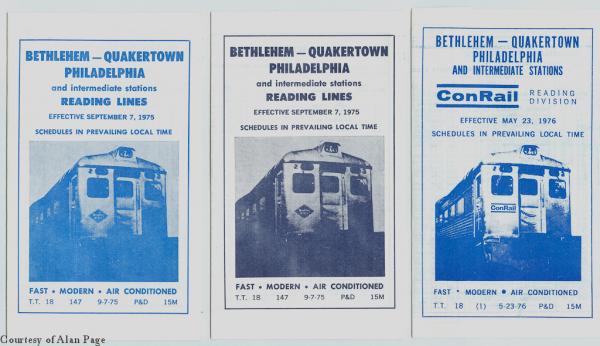 BETHLEHEM — QUAKERTOWN
PHILADELPHIA
and intermediate stations
READING LINES
EFFECTIVE SEPTEMBER 7, 1975
SCHEDULES IN PREVAILING LOCAL TIME
FAST • MODERN • AIR CONDITIONED
T.T. 18 147 9-7-75 P&D 15M
BETHLEHEM — QUAKERTOWN
PHILADELPHIA
and intermediate stations
READING LINES
EFFECTIVE SEPTEMBER 7, 1975
SCHEDULES IN PREVAILING LOCAL TIME
FAST • MODERN • AIR CONDITIONED
T.T. 18 147 9-7-75 P&D 15M
BETHLEHEM — QUAKERTOWN
PHILADELPHIA
AND INTERMEDIATE STATIONS
ConRail READING
DIVISION
EFFECTIVE MAY 23, 1976
SCHEDULES IN PREVAILING LOCAL TIME
ConRail
FAST • MODERN • AIR CONDITIONED
T.T. 18 (1) 5-23-76 P&D 15M
Courtesy of Alan Page